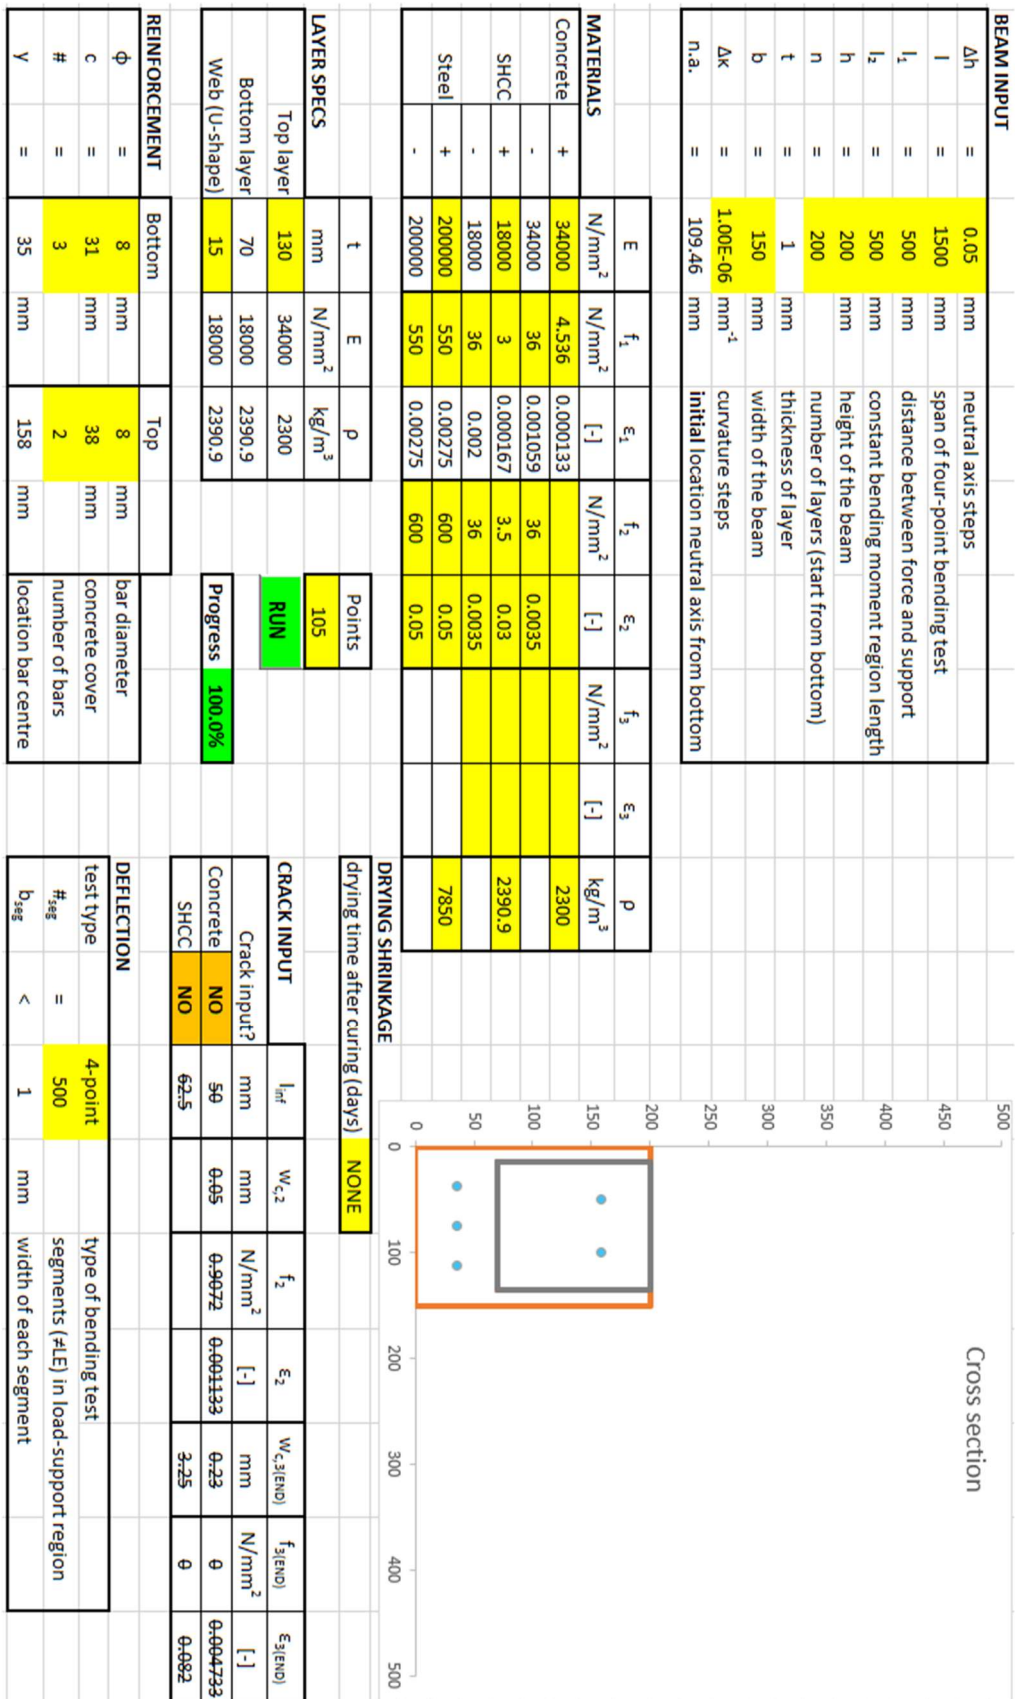 BEAM INPUT
Δh = 0.05 mm neutral axis steps
l = 1500 mm span of four-point bending test
l₁ = 500 mm distance between force and support
l₂ = 500 mm constant bending moment region length
h = 200 mm height of the beam
n = 200 number of layers (start from bottom)
t = 1 mm thickness of layer
b = 150 mm width of the beam
Δκ = 1.00E-06 mm⁻¹ curvature steps
n.a. = 109.46 mm initial location neutral axis from bottom
MATERIALS E f₁ ε₁ f₂ ε₂ f₃ ε₃ ρ
N/mm² N/mm² [-] N/mm² [-] N/mm² [-] kg/m³
Concrete + 34000 4.536 0.000133 2300
- 34000 36 0.001059 36 0.0035
SHCC + 18000 3 0.000167 3.5 0.03 2390.9
- 18000 36 0.002 36 0.0035
Steel + 200000 550 0.00275 600 0.05 7850
- 200000 550 0.00275 600 0.05
LAYER SPECS t E ρ
mm N/mm² kg/m³
Top layer 130 34000 2300
Bottom layer 70 18000 2390.9
Web (U-shape) 15 18000 2390.9
Points
105
RUN
Progress 100.0%
REINFORCEMENT Bottom Top
ϕ = 8 mm 8 mm bar diameter
c = 31 mm 38 mm concrete cover
# = 3 2 number of bars
y = 35 mm 158 mm location bar centre
Cross section
500
450
400
350
300
250
200
150
100
50
0
0 100 200 300 400 500
DRYING SHRINKAGE
drying time after curing (days) NONE
CRACK INPUT l_inf w_c,2 f₂ ε₂ w_c,3(END) f_3(END) ε_3(END)
Crack input? mm mm N/mm² [-] mm N/mm² [-]
Concrete NO 50 0.05 0.9072 0.001133 0.23 0 0.004733
SHCC NO 62.5 3.25 0 0.082
DEFLECTION
test type 4-point type of bending test
#seg = 500 segments (≠LE) in load-support region
b_seg < 1 mm width of each segment